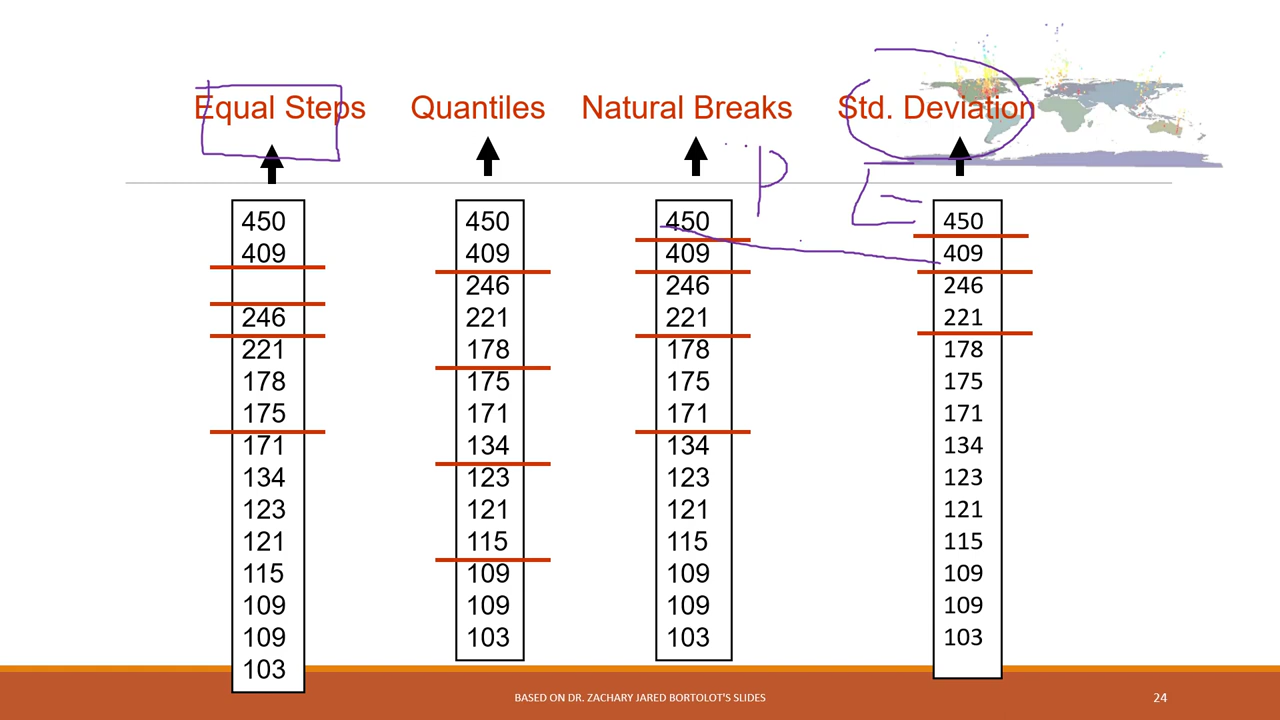 Equal Steps Quantiles Natural Breaks Std. Deviation
P
E
450 450 450 450
409 409 409 409
246 246 246
246 221 221 221
221 178 178 178
178 175 175 175
175 171 171 171
171 134 134 134
134 123 123 123
123 121 121 121
121 115 115 115
115 109 109 109
109 109 109 109
109 103 103 103
103
BASED ON DR. ZACHARY JARED BORTOLOT'S SLIDES 24